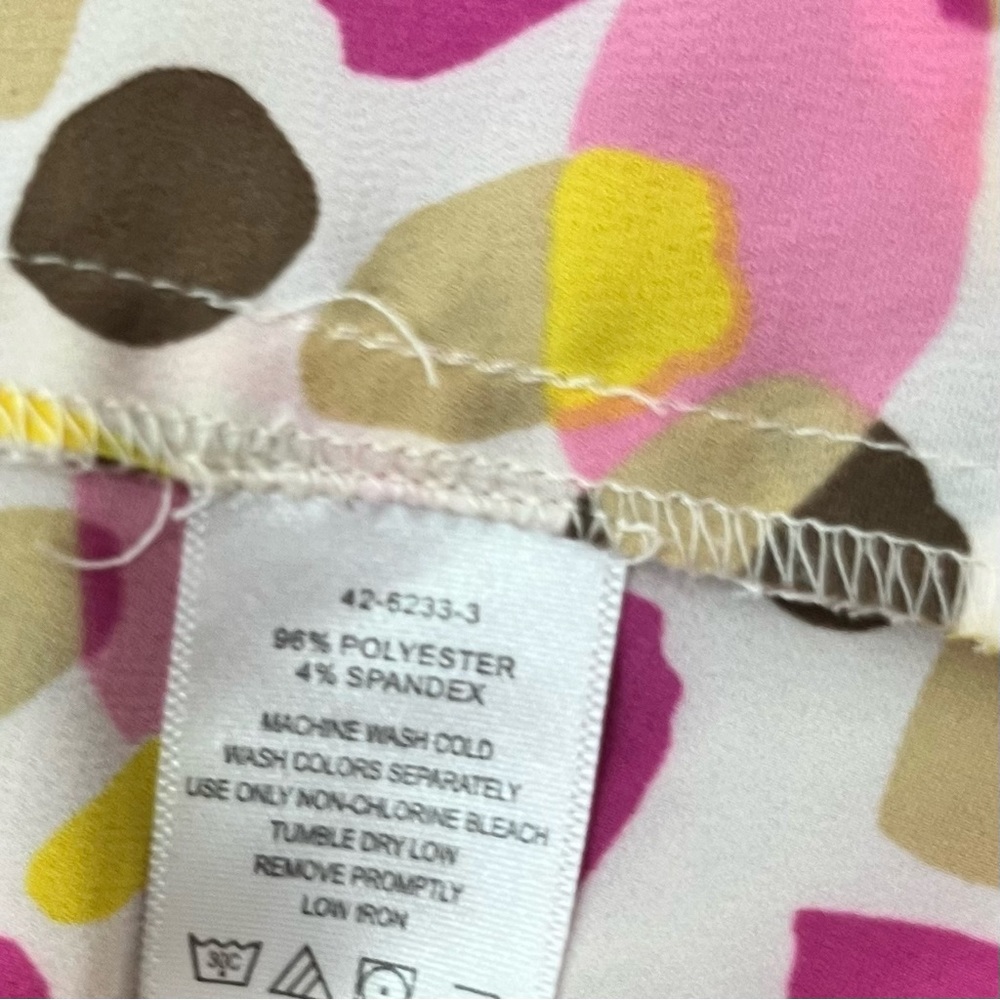 42-6233-3
96% POLYESTER
4% SPANDEX
MACHINE WASH COLD
WASH COLORS SEPARATELY
USE ONLY NON-CHLORINE BLEACH
TUMBLE DRY LOW
REMOVE PROMPTLY
LOW IRON
30C